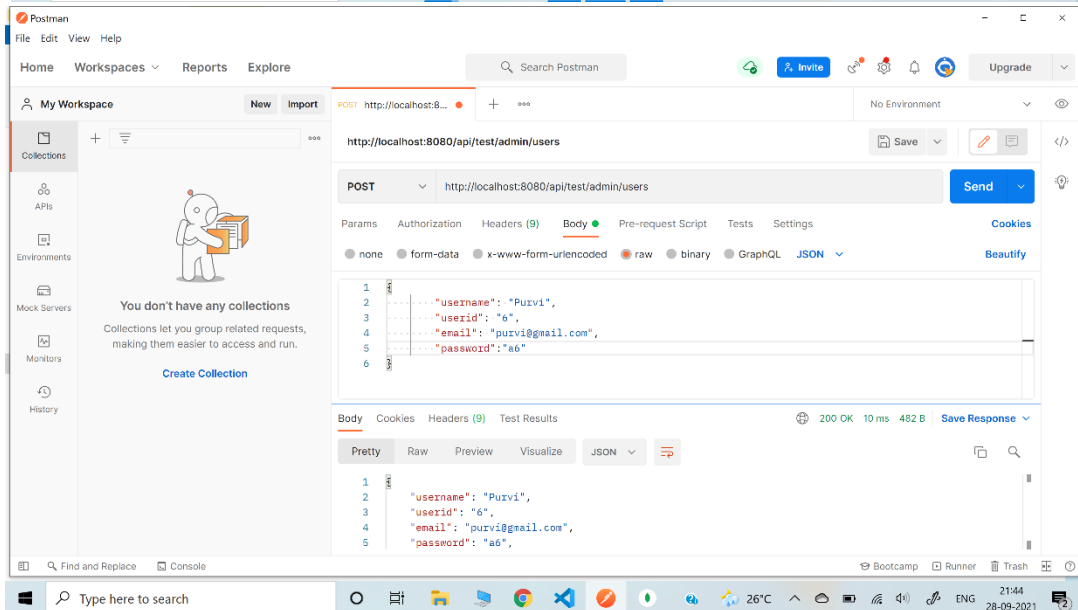 Postman
File Edit View Help
Home Workspaces Reports Explore Search Postman Invite Upgrade
My Workspace New Import POST http://localhost:8... No Environment
http://localhost:8080/api/test/admin/users Save
Collections
APIs
Environments
Mock Servers
Monitors
History
You don't have any collections
Collections let you group related requests,
making them easier to access and run.
Create Collection
POST http://localhost:8080/api/test/admin/users Send
Params Authorization Headers (9) Body Pre-request Script Tests Settings Cookies
none form-data x-www-form-urlencoded raw binary GraphQL JSON Beautify
1 {
2 "username": "Purvi",
3 "userid": "6",
4 "email": "purvi@gmail.com",
5 "password":"a6"
6 }
Body Cookies Headers (9) Test Results 200 OK 10 ms 482 B Save Response
Pretty Raw Preview Visualize JSON
1 {
2 "username": "Purvi",
3 "userid": "6",
4 "email": "purvi@gmail.com",
5 "password": "a6",
Find and Replace Console Bootcamp Runner Trash
Type here to search 26°C ENG 21:44
28-09-2021 2